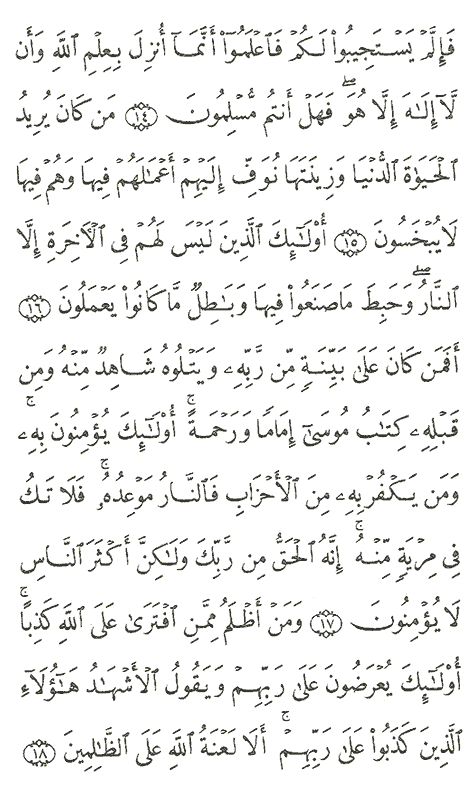 فَإِلَّمۡ يَسۡتَجِيبُواْ لَكُمۡ فَٱعۡلَمُوٓاْ أَنَّمَآ أُنزِلَ بِعِلۡمِ ٱللَّهِ وَأَن
لَّآ إِلَٰهَ إِلَّا هُوَۖ فَهَلۡ أَنتُم مُّسۡلِمُونَ ١٤ مَن كَانَ يُرِيدُ
ٱلۡحَيَوٰةَ ٱلدُّنۡيَا وَزِينَتَهَا نُوَفِّ إِلَيۡهِمۡ أَعۡمَٰلَهُمۡ فِيهَا وَهُمۡ فِيهَا
لَا يُبۡخَسُونَ ١٥ أُوْلَٰٓئِكَ ٱلَّذِينَ لَيۡسَ لَهُمۡ فِي ٱلۡأٓخِرَةِ إِلَّا
ٱلنَّارُۖ وَحَبِطَ مَا صَنَعُواْ فِيهَا وَبَٰطِلٞ مَّا كَانُواْ يَعۡمَلُونَ ١٦
أَفَمَن كَانَ عَلَىٰ بَيِّنَةٖ مِّن رَّبِّهِۦ وَيَتۡلُوهُ شَاهِدٞ مِّنۡهُ وَمِن
قَبۡلِهِۦ كِتَٰبُ مُوسَىٰٓ إِمَامٗا وَرَحۡمَةًۚ أُوْلَٰٓئِكَ يُؤۡمِنُونَ بِهِۦۚ
وَمَن يَكۡفُرۡ بِهِۦ مِنَ ٱلۡأَحۡزَابِ فَٱلنَّارُ مَوۡعِدُهُۥۚ فَلَا تَكُ
فِي مِرۡيَةٖ مِّنۡهُۚ إِنَّهُ ٱلۡحَقُّ مِن رَّبِّكَ وَلَٰكِنَّ أَكۡثَرَ ٱلنَّاسِ
لَا يُؤۡمِنُونَ ١٧ وَمَنۡ أَظۡلَمُ مِمَّنِ ٱفۡتَرَىٰ عَلَى ٱللَّهِ كَذِبًاۚ
أُوْلَٰٓئِكَ يُعۡرَضُونَ عَلَىٰ رَبِّهِمۡ وَيَقُولُ ٱلۡأَشۡهَٰدُ هَٰٓؤُلَآءِ
ٱلَّذِينَ كَذَبُواْ عَلَىٰ رَبِّهِمۡۚ أَلَا لَعۡنَةُ ٱللَّهِ عَلَى ٱلظَّٰلِمِينَ ١٨